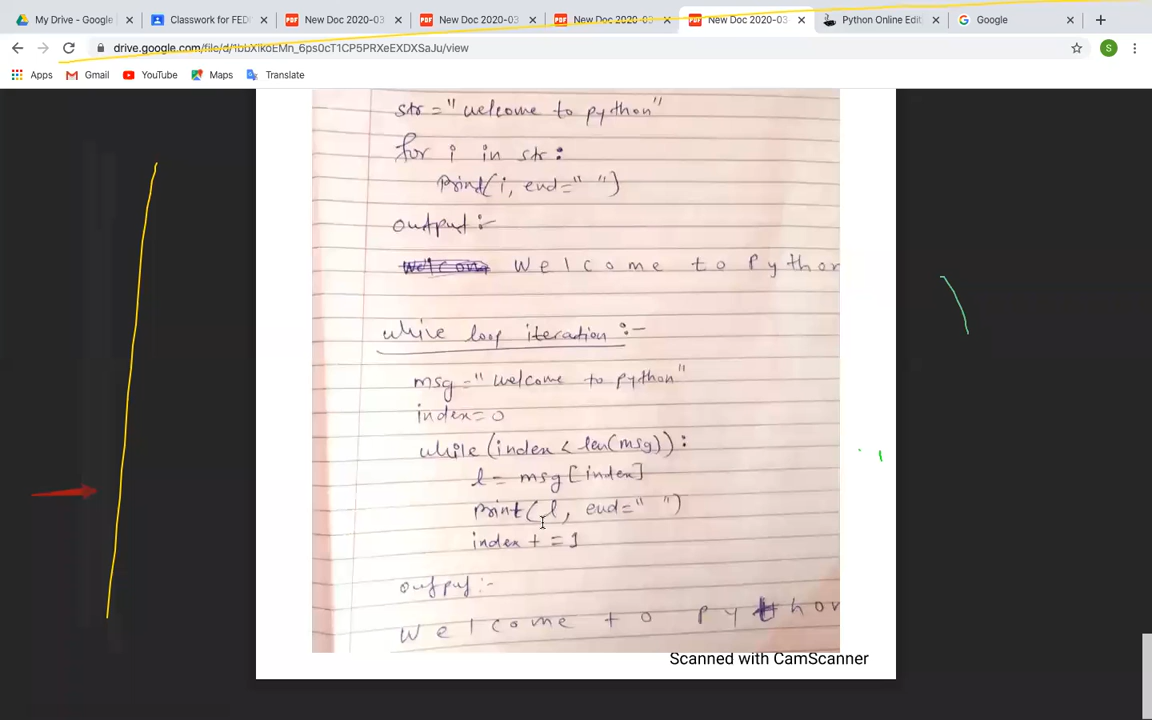 My Drive - Google
Classwork for FED
New Doc 2020-03
New Doc 2020-03
New Doc 2020-03
New Doc 2020-03
Python Online Edit
Google
drive.google.com/file/d/1bbXikoEMn_6ps0cT1CP5PRXeEXDXSaJu/view
S
Apps
Gmail
YouTube
Maps
Translate
str = "welcome to python"
for i in str:
print(i, end=" ")
output :-
Welcom W e l c o m e t o P y t h o n
while loop iteration :-
msg = "welcome to python"
index = 0
while (index < len(msg)):
l = msg[index]
print(l, end=" ")
index + = 1
output :-
W e l c o m e t o P y t h o n
Scanned with CamScanner